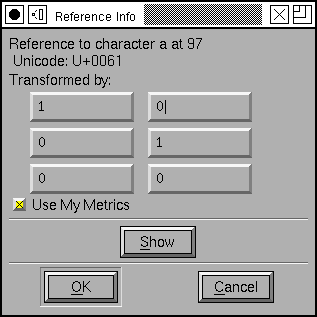 Reference Info
Reference to character a at 97
Unicode: U+0061
Transformed by:
1 0
0 1
0 0
Use My Metrics
Show
OK Cancel